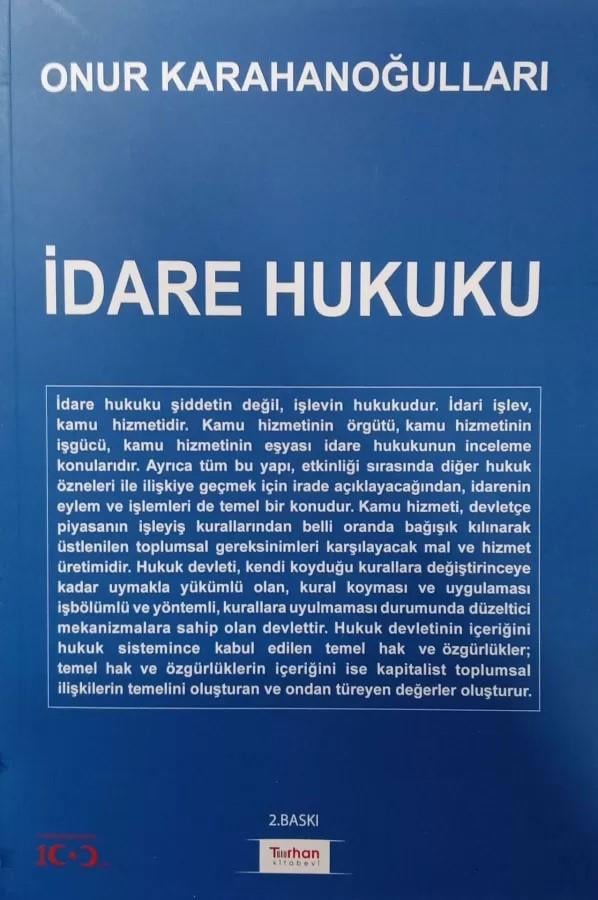 ONUR KARAHANOĞULLARI
İDARE HUKUKU
İdare hukuku şiddetin değil, işlevin hukukudur. İdari işlev,
kamu hizmetidir. Kamu hizmetinin örgütü, kamu hizmetinin
işgücü, kamu hizmetinin eşyası idare hukukunun inceleme
konularıdır. Ayrıca tüm bu yapı, etkinliği sırasında diğer hukuk
özneleri ile ilişkiye geçmek için irade açıklayacağından, idarenin
eylem ve işlemleri de temel bir konudur. Kamu hizmeti, devletçe
piyasanın işleyiş kurallarından belli oranda bağışık kılınarak
üstlenilen toplumsal gereksinimleri karşılayacak mal ve hizmet
üretimidir. Hukuk devleti, kendi koyduğu kurallara değiştirinceye
kadar uymakla yükümlü olan, kural koyması ve uygulaması
işbölümlü ve yöntemli, kurallara uyulmaması durumunda düzeltici
mekanizmalara sahip olan devlettir. Hukuk devletinin içeriğini
hukuk sistemince kabul edilen temel hak ve özgürlükler;
temel hak ve özgürlüklerin içeriğini ise kapitalist toplumsal
ilişkilerin temelini oluşturan ve ondan türeyen değerler oluşturur.
2.BASKI
Turhan
kitabevi